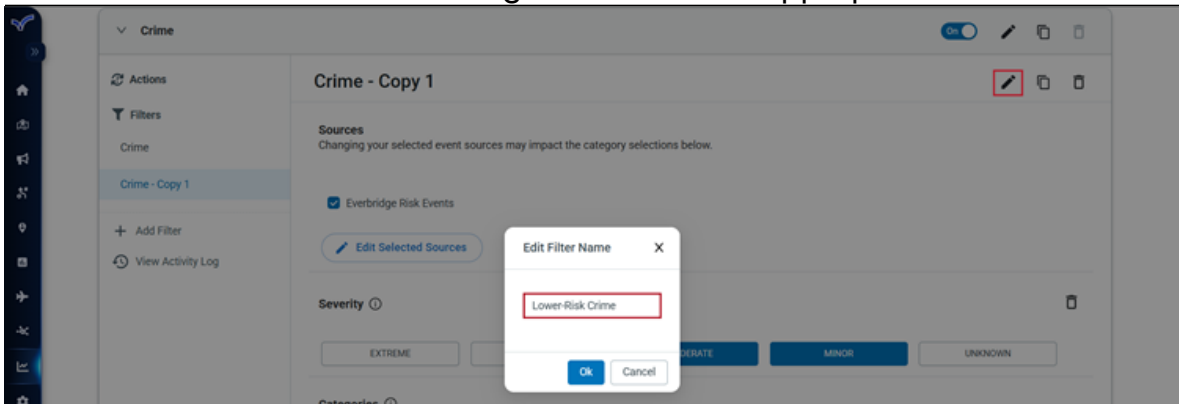 Crime
On
Actions
Crime - Copy 1
Filters
Sources
Changing your selected event sources may impact the category selections below.
Crime
Crime - Copy 1
Everbridge Risk Events
+ Add Filter
Edit Selected Sources
View Activity Log
Edit Filter Name X
Lower-Risk Crime
Severity
EXTREME
MINOR
UNKNOWN
Ok Cancel